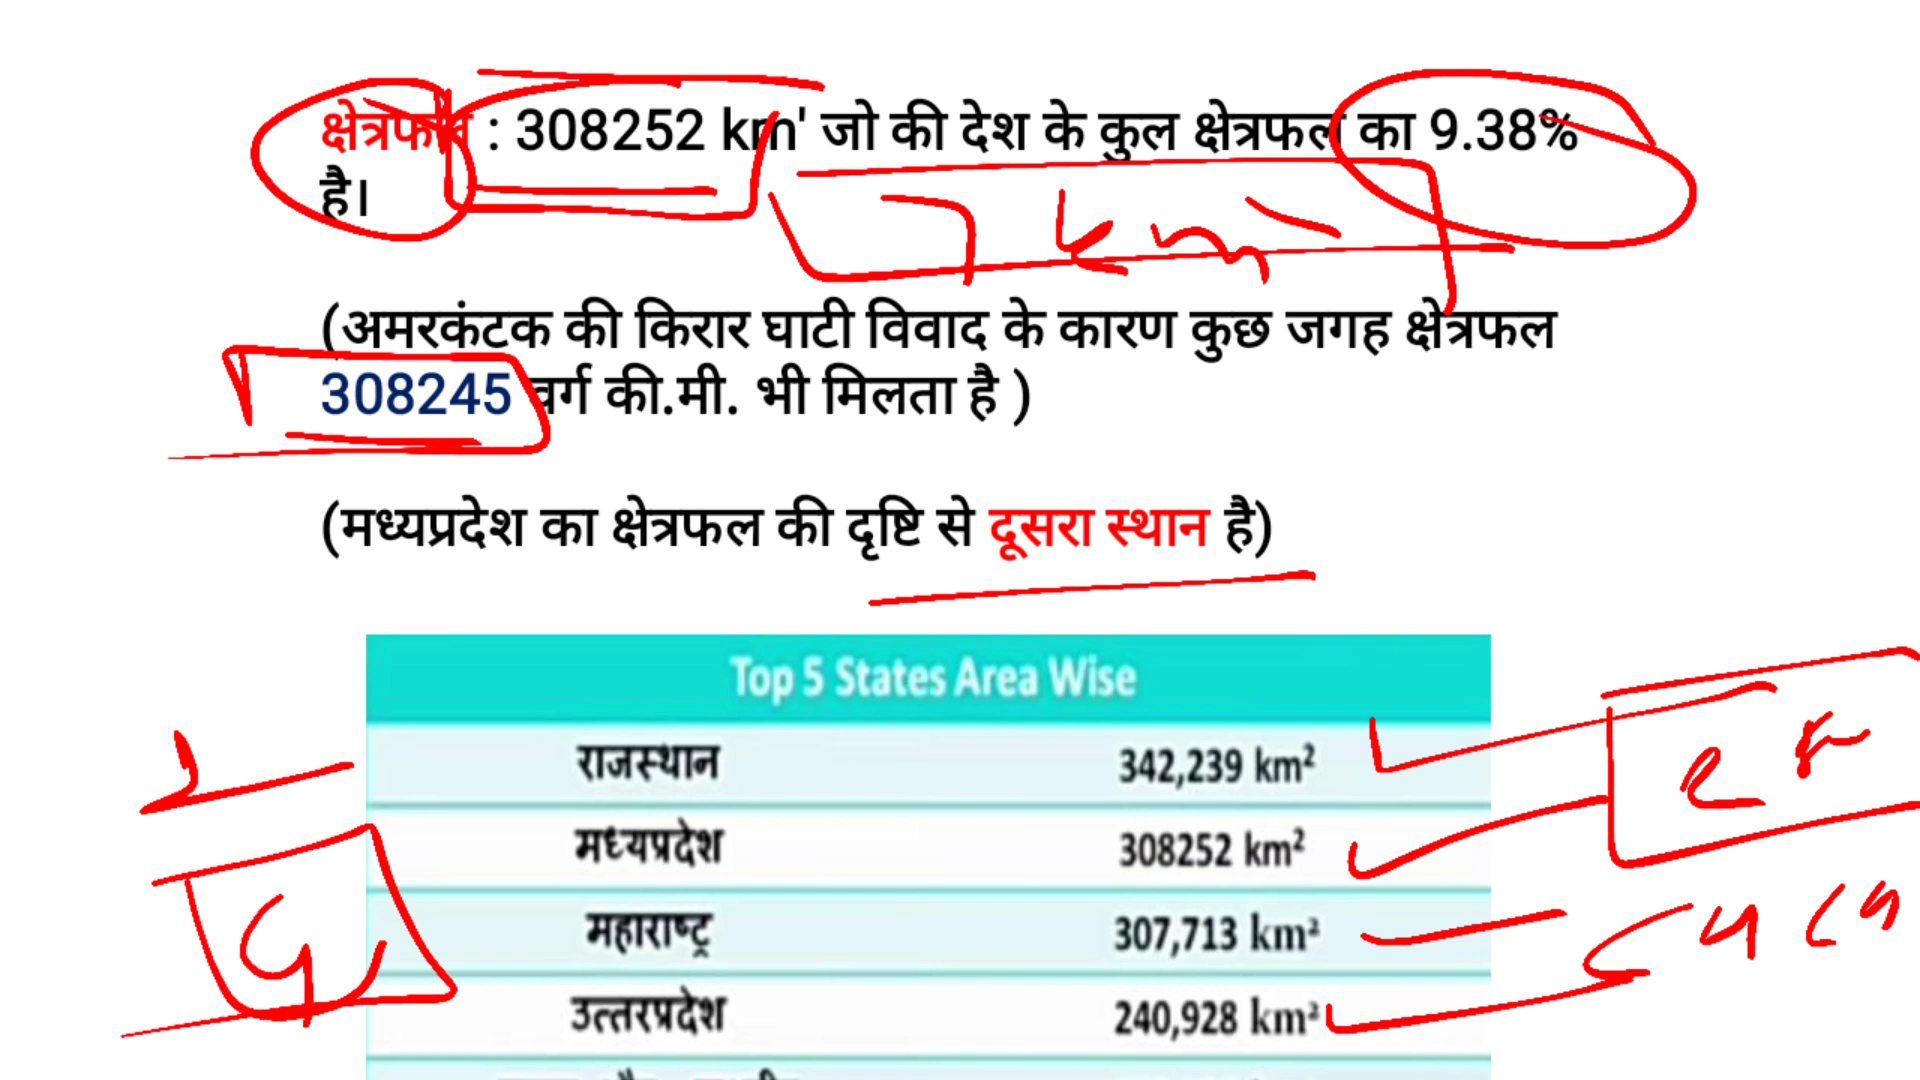 क्षेत्रफल : 308252 km' जो की देश के कुल क्षेत्रफल का 9.38%
है।
(अमरकंटक की किरार घाटी विवाद के कारण कुछ जगह क्षेत्रफल
308245 वर्ग की.मी. भी मिलता है )
(मध्यप्रदेश का क्षेत्रफल की दृष्टि से दूसरा स्थान है)
Top 5 States Area Wise
राजस्थान 342,239 km²
मध्यप्रदेश 308252 km²
महाराष्ट्र 307,713 km²
उत्तरप्रदेश 240,928 km²